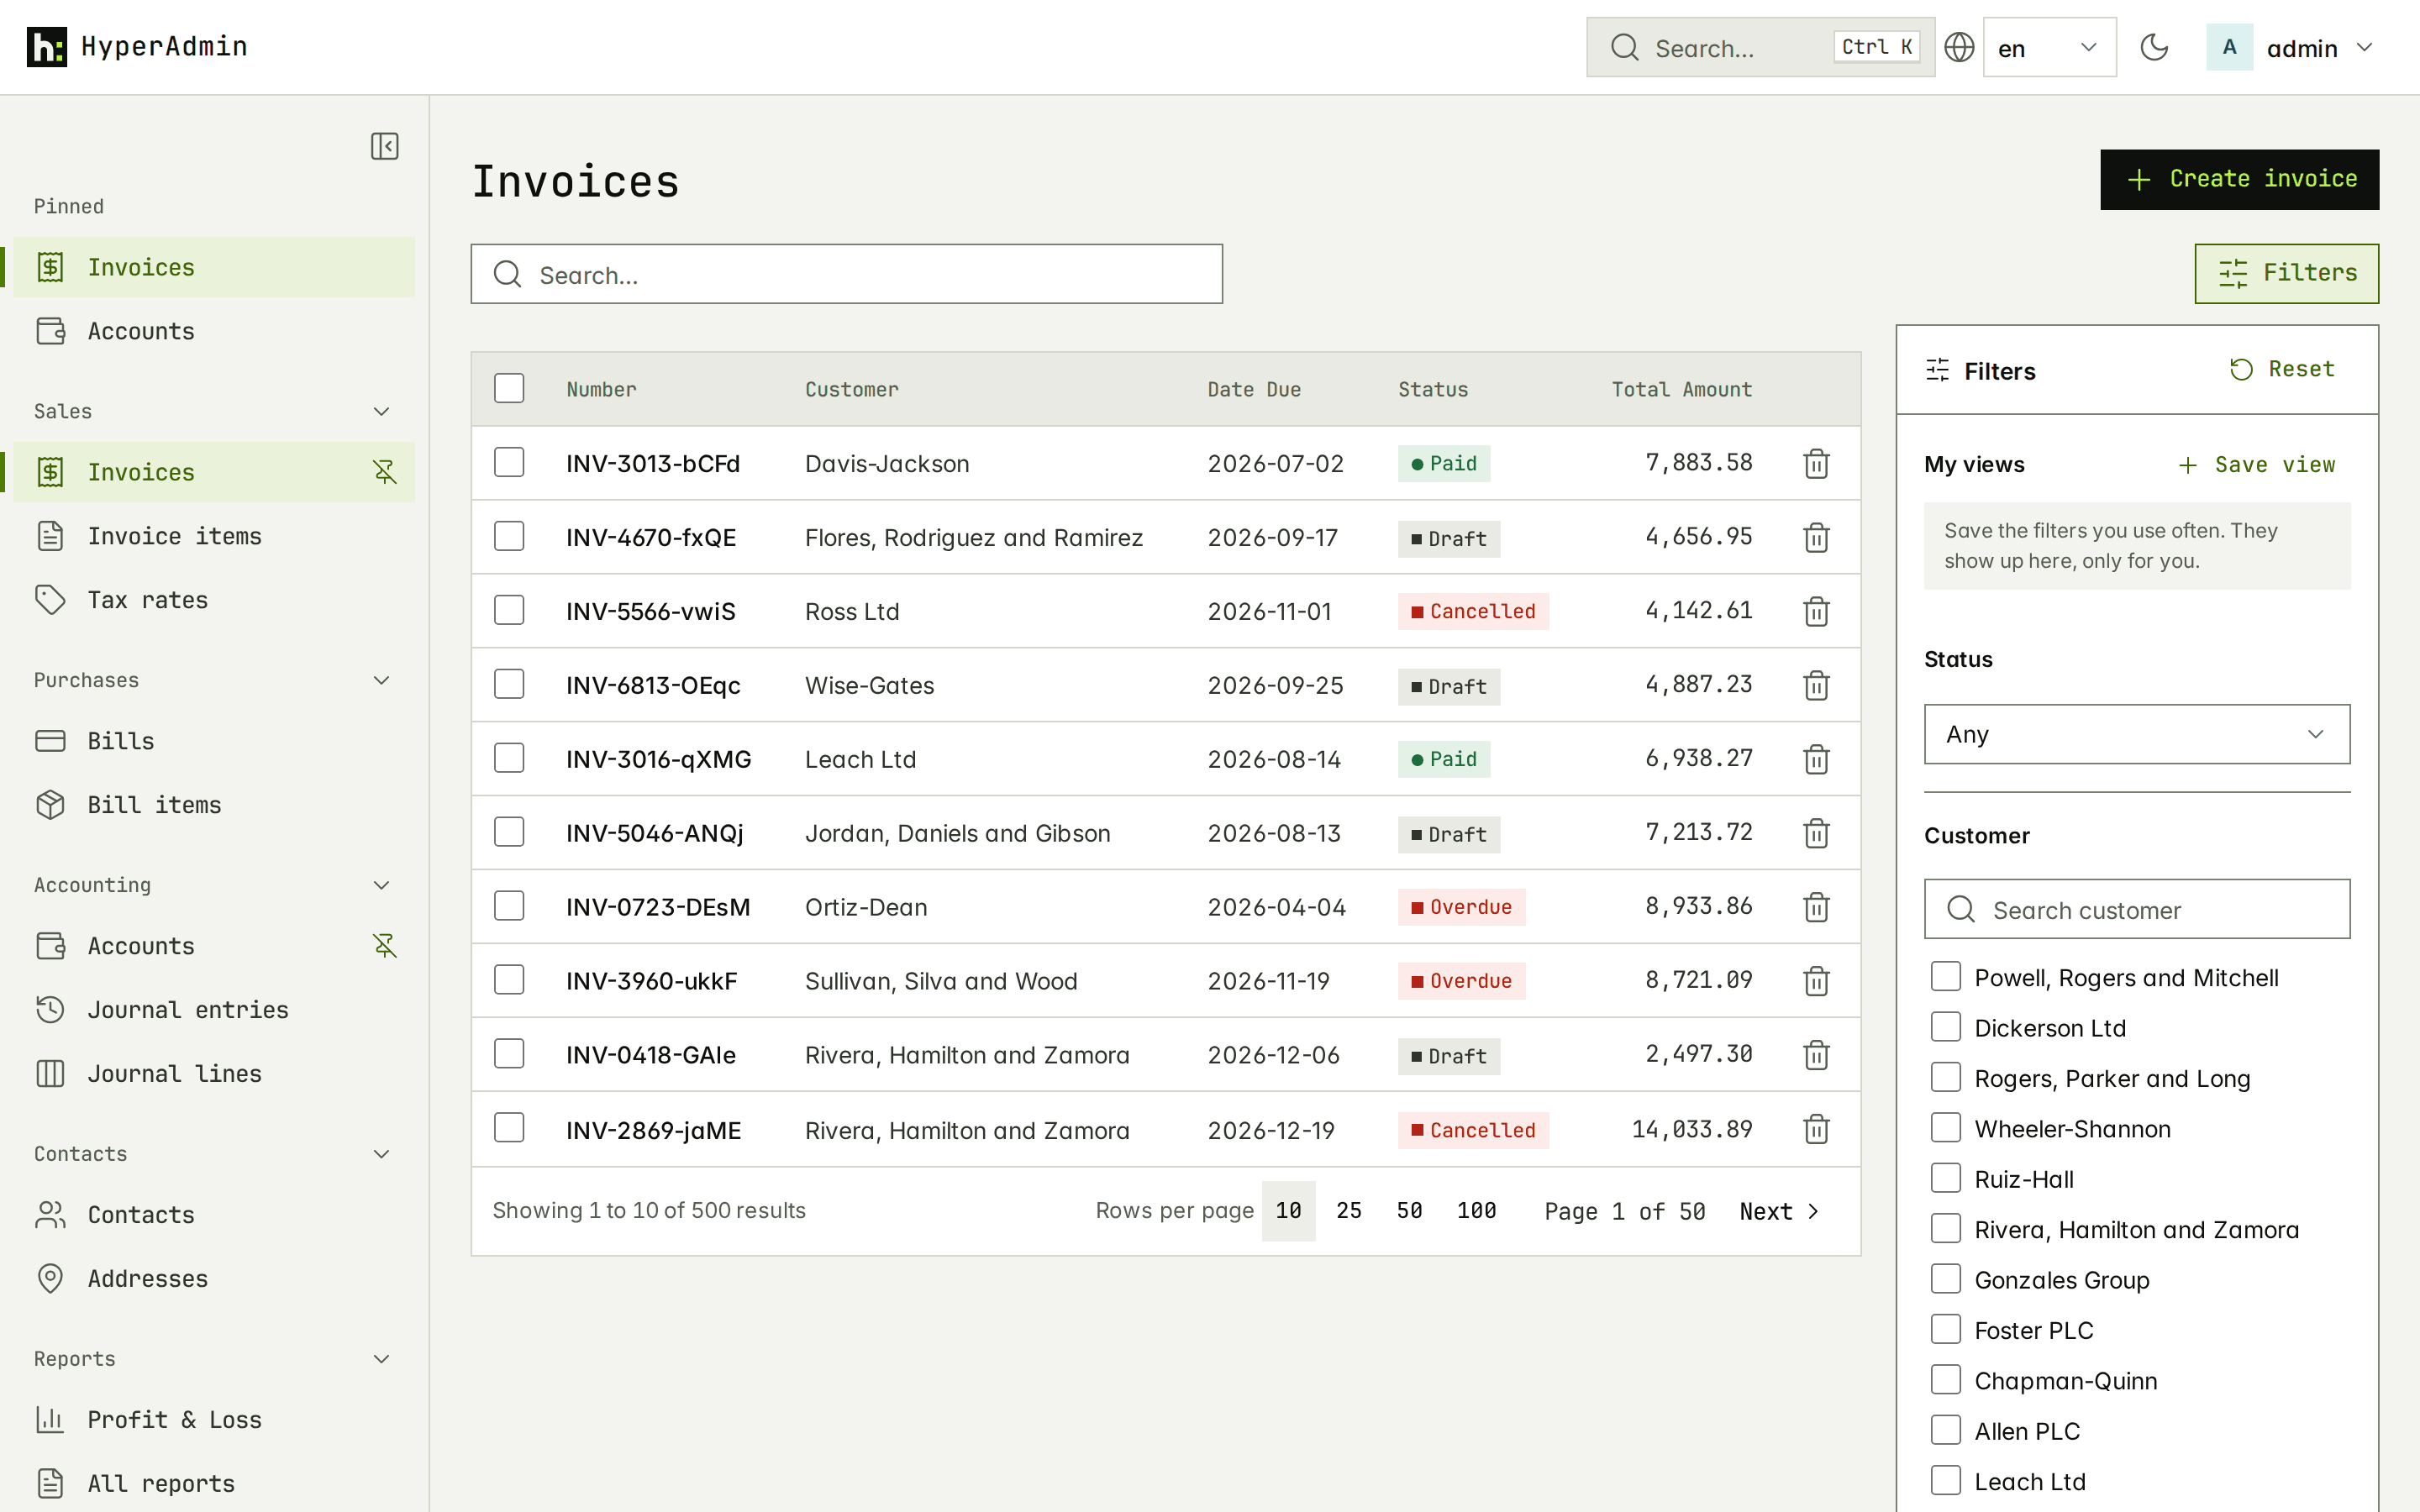 h: HyperAdmin
Search... Ctrl K
en
A admin
Pinned
Invoices
Accounts
Sales
Invoices
Invoice items
Tax rates
Purchases
Bills
Bill items
Accounting
Accounts
Journal entries
Journal lines
Contacts
Contacts
Addresses
Reports
Profit & Loss
All reports
Invoices
Create invoice
Search...
Filters
Number Customer Date Due Status Total Amount
INV-3013-bCFd Davis-Jackson 2026-07-02 Paid 7,883.58
INV-4670-fxQE Flores, Rodriguez and Ramirez 2026-09-17 Draft 4,656.95
INV-5566-vwiS Ross Ltd 2026-11-01 Cancelled 4,142.61
INV-6813-OEqc Wise-Gates 2026-09-25 Draft 4,887.23
INV-3016-qXMG Leach Ltd 2026-08-14 Paid 6,938.27
INV-5046-ANQj Jordan, Daniels and Gibson 2026-08-13 Draft 7,213.72
INV-0723-DEsM Ortiz-Dean 2026-04-04 Overdue 8,933.86
INV-3960-ukkF Sullivan, Silva and Wood 2026-11-19 Overdue 8,721.09
INV-0418-GAle Rivera, Hamilton and Zamora 2026-12-06 Draft 2,497.30
INV-2869-jaME Rivera, Hamilton and Zamora 2026-12-19 Cancelled 14,033.89
Showing 1 to 10 of 500 results Rows per page 10 25 50 100 Page 1 of 50 Next
Filters Reset
My views Save view
Save the filters you use often. They
show up here, only for you.
Status
Any
Customer
Search customer
Powell, Rogers and Mitchell
Dickerson Ltd
Rogers, Parker and Long
Wheeler-Shannon
Ruiz-Hall
Rivera, Hamilton and Zamora
Gonzales Group
Foster PLC
Chapman-Quinn
Allen PLC
Leach Ltd